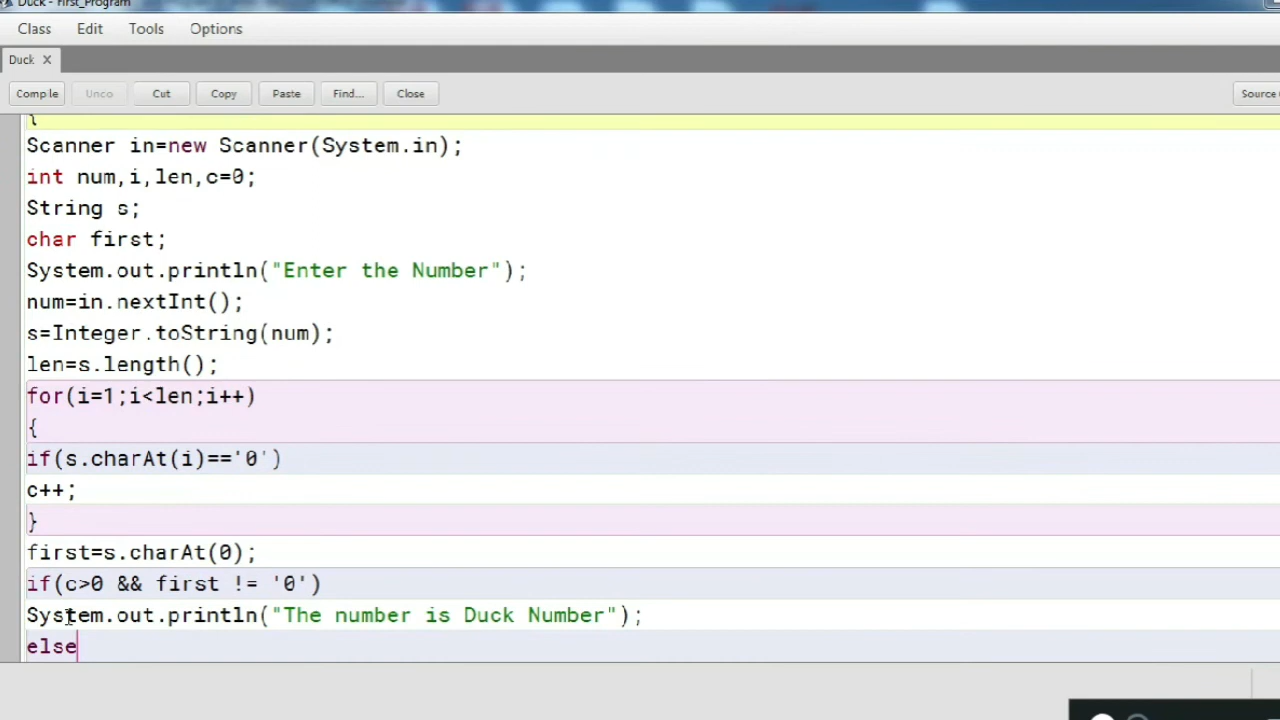 Duck - First_Program
Class Edit Tools Options
Duck X
Compile Undo Cut Copy Paste Find... Close Source
{
Scanner in=new Scanner(System.in);
int num,i,len,c=0;
String s;
char first;
System.out.println("Enter the Number");
num=in.nextInt();
s=Integer.toString(num);
len=s.length();
for(i=1;i<len;i++)
{
if(s.charAt(i)=='0')
c++;
}
first=s.charAt(0);
if(c>0 && first != '0')
System.out.println("The number is Duck Number");
else